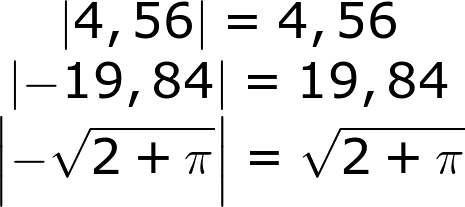 |4,56| = 4,56
|−19,84| = 19,84
|−√(2 + π)| = √(2 + π)